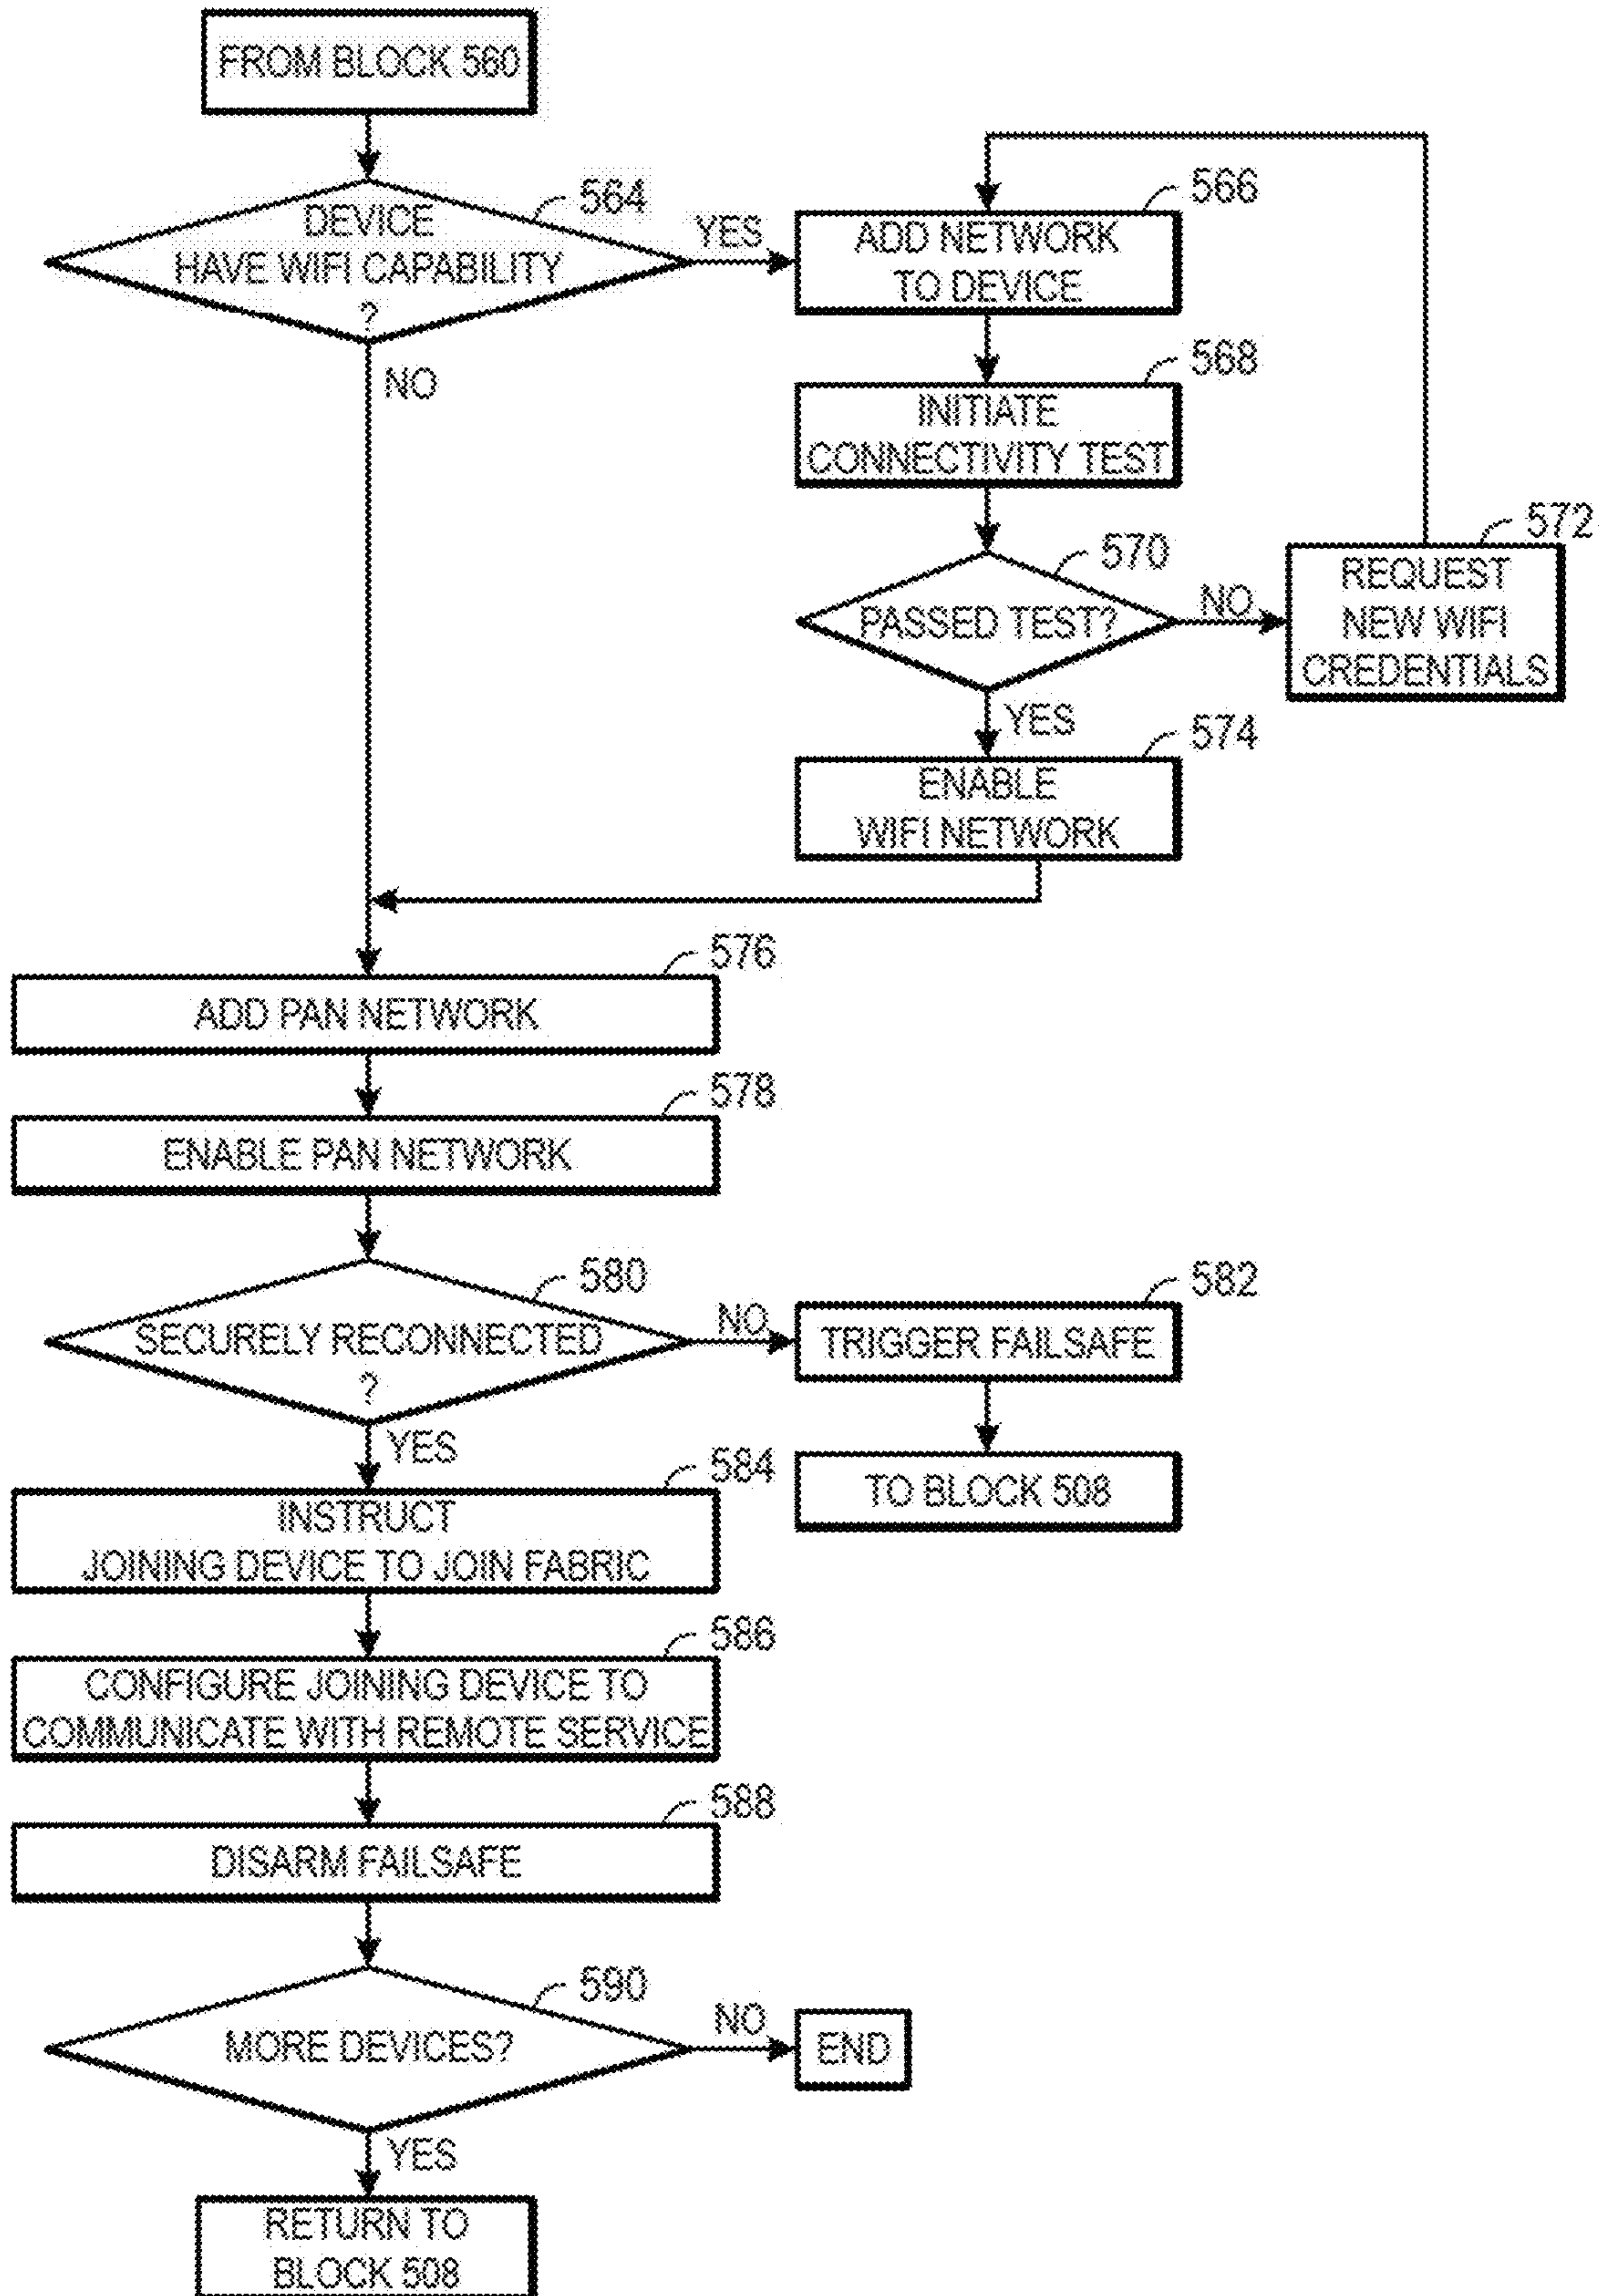 FROM BLOCK 560
564
DEVICE
HAVE WIFI CAPABILITY
?
YES
NO
566
ADD NETWORK
TO DEVICE
568
INITIATE
CONNECTIVITY TEST
570
PASSED TEST?
NO
572
REQUEST
NEW WIFI
CREDENTIALS
YES
574
ENABLE
WIFI NETWORK
576
ADD PAN NETWORK
578
ENABLE PAN NETWORK
580
SECURELY RECONNECTED
?
NO
582
TRIGGER FAILSAFE
TO BLOCK 508
YES
584
INSTRUCT
JOINING DEVICE TO JOIN FABRIC
586
CONFIGURE JOINING DEVICE TO
COMMUNICATE WITH REMOTE SERVICE
588
DISARM FAILSAFE
590
MORE DEVICES?
NO
END
YES
RETURN TO
BLOCK 508